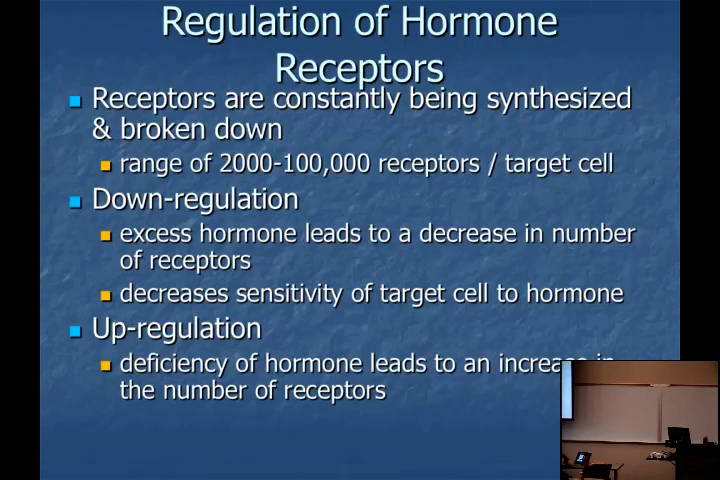 Regulation of Hormone
Receptors
Receptors are constantly being synthesized
& broken down
range of 2000-100,000 receptors / target cell
Down-regulation
excess hormone leads to a decrease in number
of receptors
decreases sensitivity of target cell to hormone
Up-regulation
deficiency of hormone leads to an increase in
the number of receptors